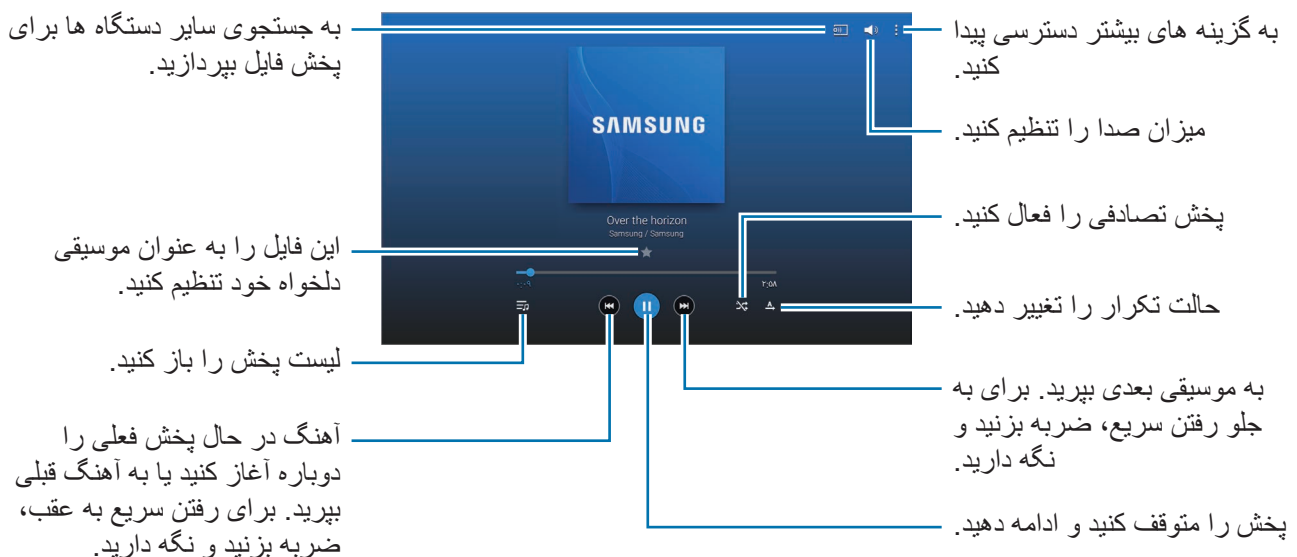 به گزینه های بیشتر دسترسی پیدا
کنید.
میزان صدا را تنظیم کنید.
پخش تصادفی را فعال کنید.
حالت تکرار را تغییر دهید.
به موسیقی بعدی بپرید. برای به
جلو رفتن سریع، ضربه بزنید و
نگه دارید.
پخش را متوقف کنید و ادامه دهید.
SAMSUNG
Over the horizon
Samsung / Samsung
۰:۰۹
۲:۵۸
به جستجوی سایر دستگاه ها برای
پخش فایل بپردازید.
این فایل را به عنوان موسیقی
دلخواه خود تنظیم کنید.
لیست پخش را باز کنید.
آهنگ در حال پخش فعلی را
دوباره آغاز کنید یا به آهنگ قبلی
بپرید. برای رفتن سریع به عقب،
ضربه بزنید و نگه دارید.